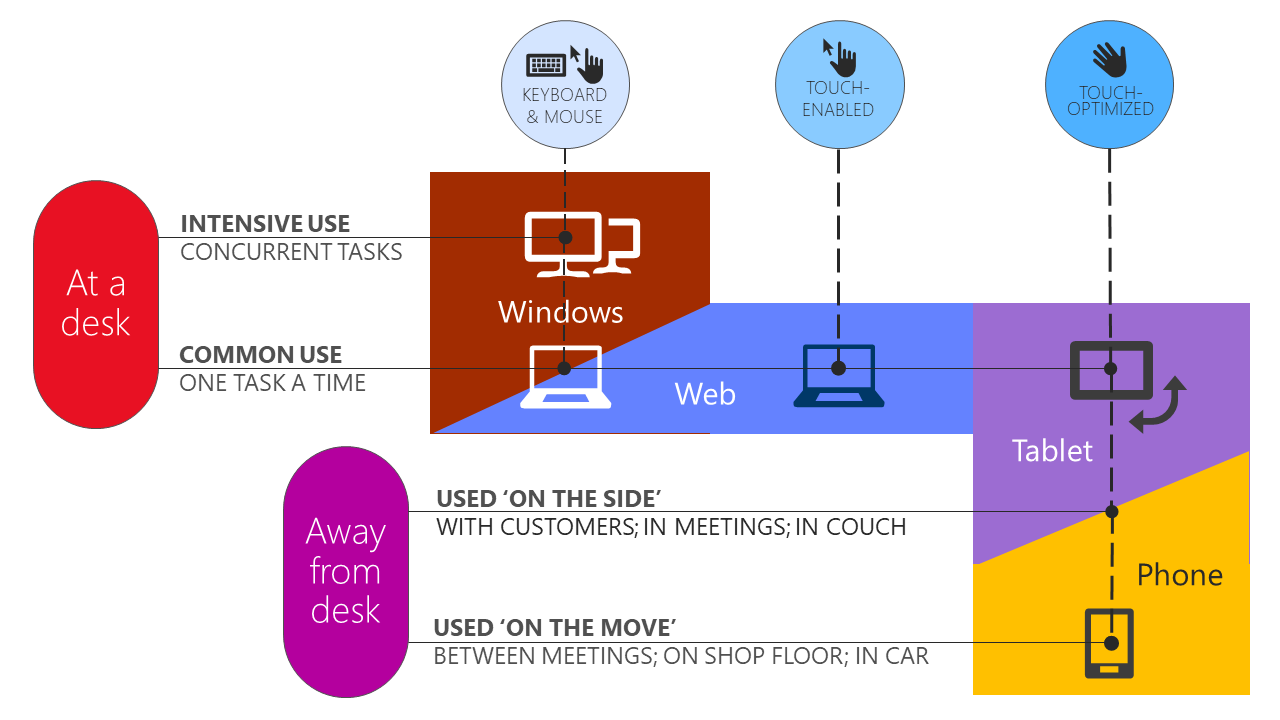 KEYBOARD
& MOUSE
TOUCH-
ENABLED
TOUCH-
OPTIMIZED
At a
desk
INTENSIVE USE
CONCURRENT TASKS
Windows
COMMON USE
ONE TASK A TIME
Web
Tablet
Away
from
desk
USED ‘ON THE SIDE’
WITH CUSTOMERS; IN MEETINGS; IN COUCH
Phone
USED ‘ON THE MOVE’
BETWEEN MEETINGS; ON SHOP FLOOR; IN CAR